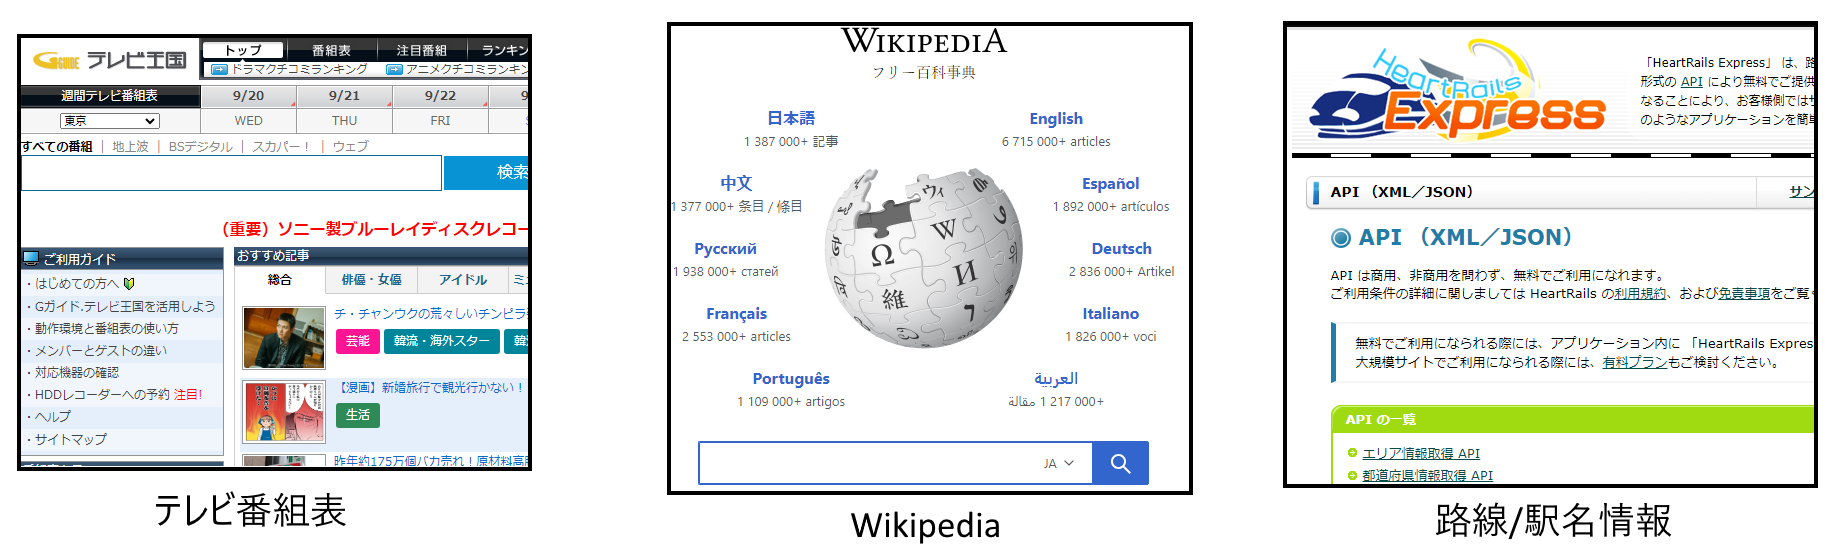 GGUIDE テレビ王国
トップ 番組表 注目番組 ランキン
ドラマクチコミランキング アニメクチコミランキン
週間テレビ番組表 9/20 9/21 9/22 9
東京 WED THU FRI
すべての番組 | 地上波 | BSデジタル | スカパー! | ウェブ
検索
(重要) ソニー製ブルーレイディスクレコー
ご利用ガイド
・はじめての方へ
・Gガイド.テレビ王国を活用しよう
・動作環境と番組表の使い方
・メンバーとゲストの違い
・対応機器の確認
・HDDレコーダーへの予約 注目!
・ヘルプ
・サイトマップ
おすすめ記事
総合 俳優・女優 アイドル ミ
チ・チャンウクの荒々しいチンピラ
芸能 韓流・海外スター 韓
【漫画】新婚旅行で観光行かない!
生活
昨年約175万個バカ売れ!原材料高
テレビ番組表
WIKIPEDIA
フリー百科事典
日本語
1 387 000+ 記事
English
6 715 000+ articles
中文
1 377 000+ 条目 / 條目
Español
1 892 000+ artículos
Русский
1 938 000+ статей
Deutsch
2 836 000+ Artikel
Français
2 553 000+ articles
Italiano
1 826 000+ voci
Português
1 109 000+ artigos
العربية
1 217 000+ مقالة
Ω W И ウィ 維
JA
Wikipedia
HeartRails
Express
「HeartRails Express」 は、路
形式の API により無料でご提供
なることにより、お客様側ではサ
のようなアプリケーションを簡単
API (XML/JSON) サン
API (XML/JSON)
API は商用、非商用を問わず、無料でご利用になれます。
ご利用条件の詳細に関しましては HeartRails の利用規約、および免責事項をご覧く
無料でご利用になられる際には、アプリケーション内に 「HeartRails Expres
大規模サイトでご利用になられる際には、有料プランもご検討ください。
API の一覧
エリア情報取得 API
都道府県情報取得 API
路線/駅名情報